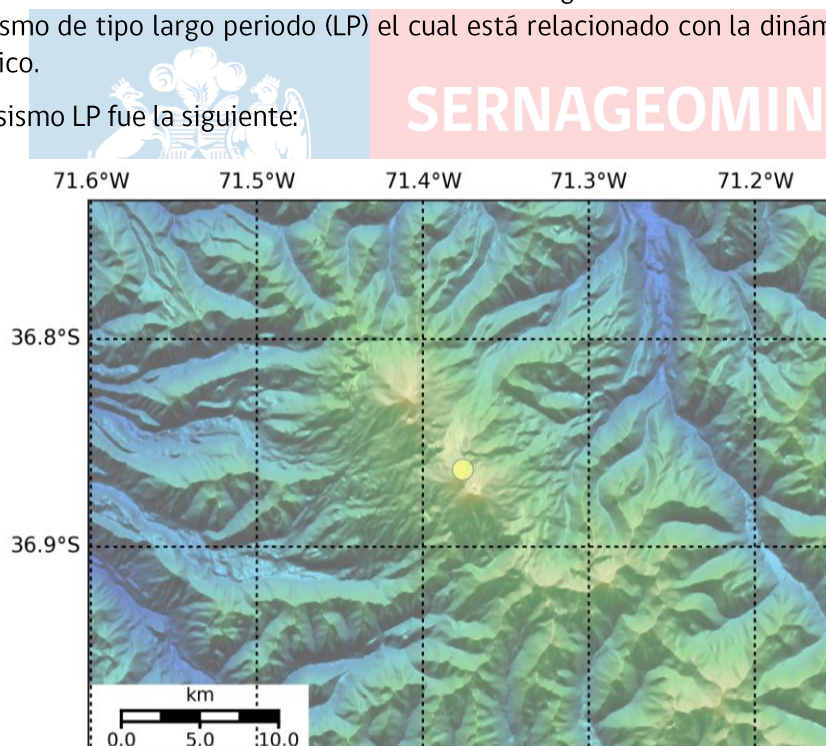 smo de tipo largo periodo (LP) el cual está relacionado con la dinám
ico.
sismo LP fue la siguiente:
SERNAGEOMIN
71.6°W 71.5°W 71.4°W 71.3°W 71.2°W
36.8°S
36.9°S
km
0.0 5.0 10.0